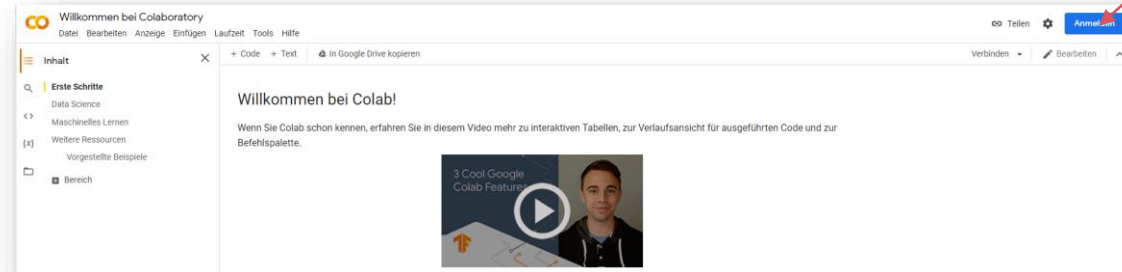 Willkommen bei Colaboratory
Datei Bearbeiten Anzeige Einfügen Laufzeit Tools Hilfe
Teilen
Anmelden
Inhalt
+ Code + Text In Google Drive kopieren
Verbinden
Bearbeiten
Erste Schritte
Data Science
Maschinelles Lernen
Weitere Ressourcen
Vorgestellte Beispiele
Bereich
Willkommen bei Colab!
Wenn Sie Colab schon kennen, erfahren Sie in diesem Video mehr zu interaktiven Tabellen, zur Verlaufsansicht für ausgeführten Code und zur
Befehlspalette.
3 Cool Google
Colab Features